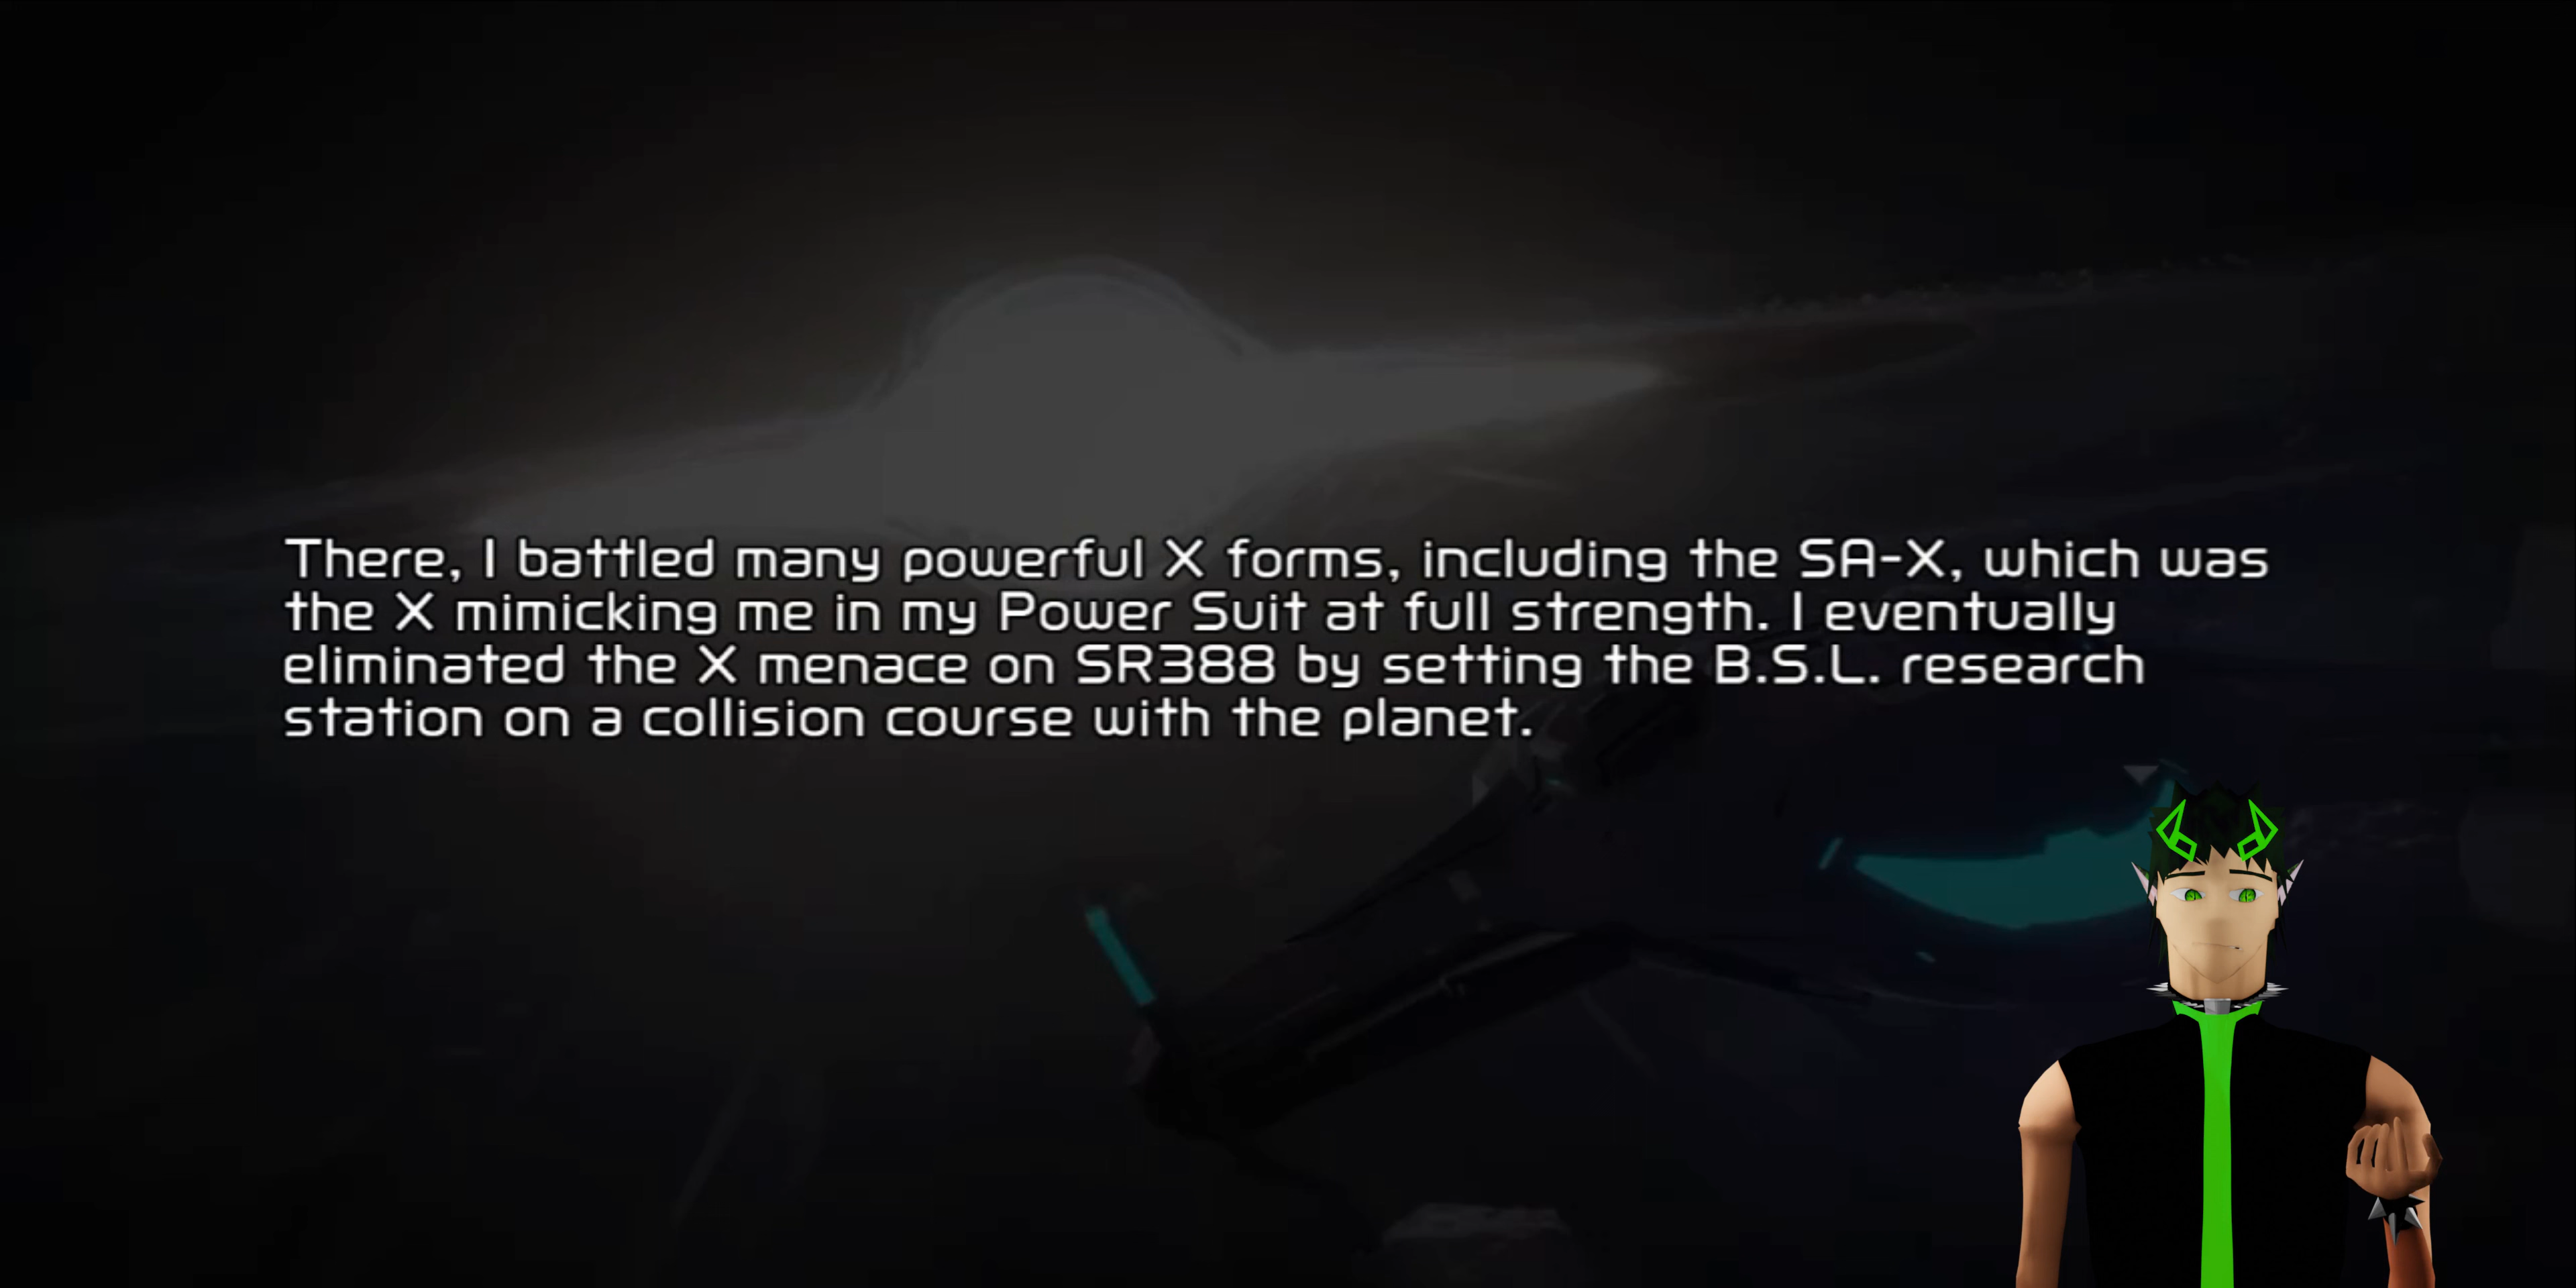 There, I battled many powerful X forms, including the SA-X, which was
the X mimicking me in my Power Suit at full strength. I eventually
eliminated the X menace on SR388 by setting the B.S.L. research
station on a collision course with the planet.